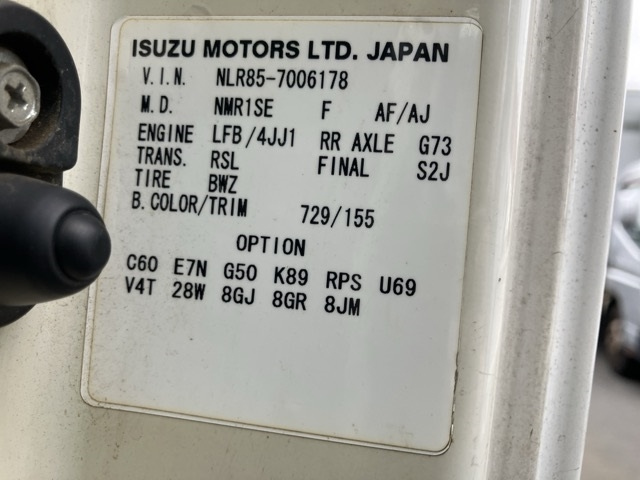 ISUZU MOTORS LTD. JAPAN
V.I.N. NLR85-7006178
M.D. NMR1SE F AF/AJ
ENGINE LFB/4JJ1 RR AXLE G73
TRANS. RSL FINAL S2J
TIRE BWZ
B.COLOR/TRIM 729/155
OPTION
C60 E7N G50 K89 RPS U69
V4T 28W 8GJ 8GR 8JM